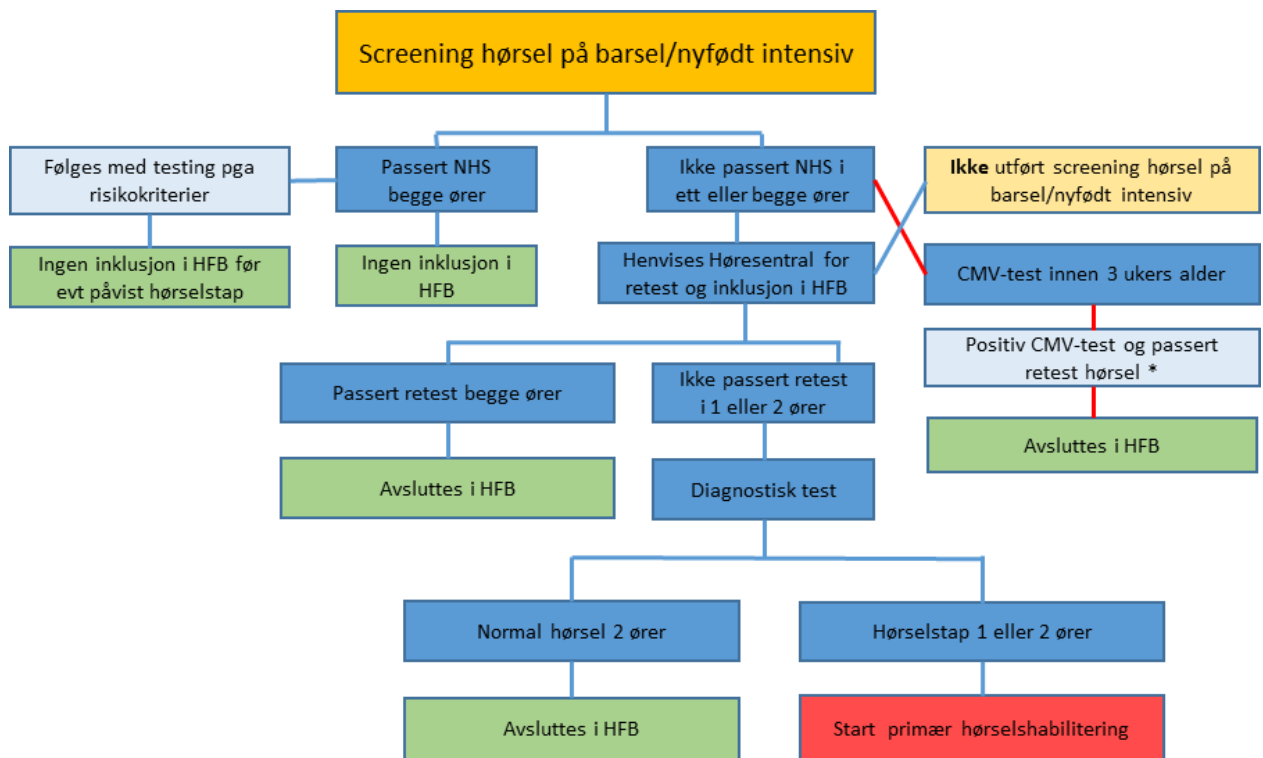 Screening hørsel på barsel/nyfødt intensiv
Følges med testing pga
risikokriterier
Passert NHS
begge ører
Ikke passert NHS i
ett eller begge ører
Ikke utført screening hørsel på
barsel/nyfødt intensiv
Ingen inklusjon i HFB før
evt påvist hørselstap
Ingen inklusjon i
HFB
Henvises Høresentral for
retest og inklusjon i HFB
CMV-test innen 3 ukers alder
Positiv CMV-test og passert
retest hørsel *
Avsluttes i HFB
Passert retest begge ører
Ikke passert retest
i 1 eller 2 ører
Avsluttes i HFB
Diagnostisk test
Normal hørsel 2 ører
Hørselstap 1 eller 2 ører
Avsluttes i HFB
Start primær hørselshabilitering